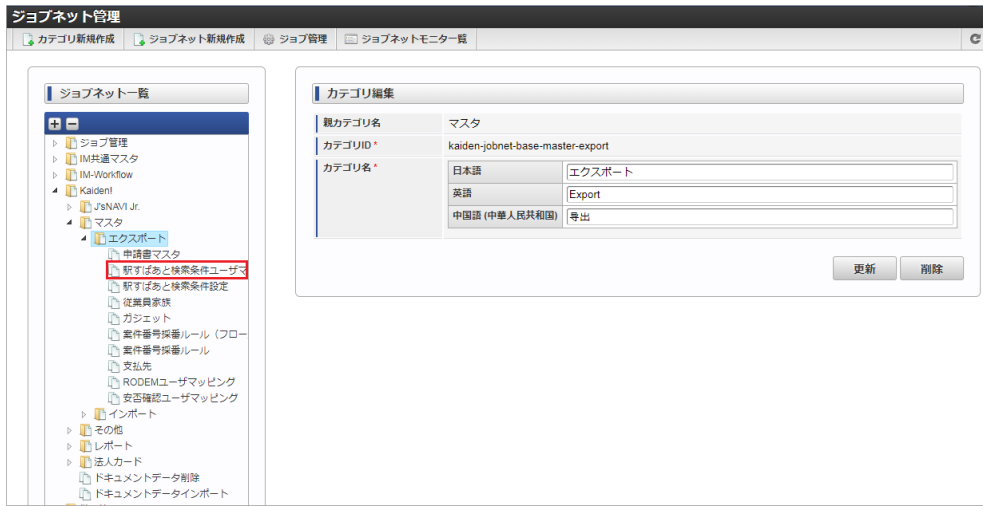 ジョブネット管理
カテゴリ新規作成 ジョブネット新規作成 ジョブ管理 ジョブネットモニター覧
ジョブネット一覧
ジョブ管理
IM共通マスタ
IM-Workflow
Kaiden!
J'sNAVI Jr.
マスタ
エクスポート
申請書マスタ
駅すぱあと検索条件ユーザマ
駅すぱあと検索条件設定
従業員家族
ガジェット
案件番号採番ルール（フロー
案件番号採番ルール
支払先
RODEMユーザマッピング
安否確認ユーザマッピング
インポート
その他
レポート
法人カード
ドキュメントデータ削除
ドキュメントデータインポート
カテゴリ編集
親カテゴリ名 マスタ
カテゴリID* kaiden-jobnet-base-master-export
カテゴリ名*
日本語 エクスポート
英語 Export
中国語 (中華人民共和国) 导出
更新 削除